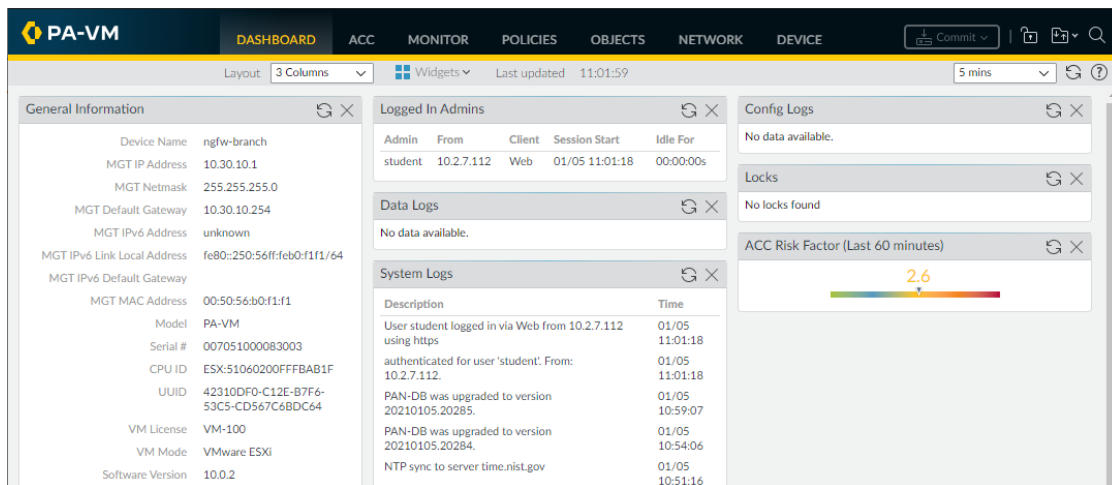 PA-VM
DASHBOARD ACC MONITOR POLICIES OBJECTS NETWORK DEVICE Commit
Layout 3 Columns Widgets Last updated 11:01:59 5 mins
General Information
Device Name ngfw-branch
MGT IP Address 10.30.10.1
MGT Netmask 255.255.255.0
MGT Default Gateway 10.30.10.254
MGT IPv6 Address unknown
MGT IPv6 Link Local Address fe80::250:56ff:feb0:f1f1/64
MGT IPv6 Default Gateway
MGT MAC Address 00:50:56:b0:f1:f1
Model PA-VM
Serial # 007051000083003
CPU ID ESX:51060200FFFBAB1F
UUID 42310DF0-C12E-B7F6-
53C5-CD567C6BDC64
VM License VM-100
VM Mode VMware ESXi
Software Version 10.0.2
Logged In Admins
Admin From Client Session Start Idle For
student 10.2.7.112 Web 01/05 11:01:18 00:00:00s
Data Logs
No data available.
System Logs
Description Time
User student logged in via Web from 10.2.7.112 01/05
using https 11:01:18
authenticated for user 'student'. From: 01/05
10.2.7.112. 11:01:18
PAN-DB was upgraded to version 01/05
20210105.20285. 10:59:07
PAN-DB was upgraded to version 01/05
20210105.20284. 10:54:06
NTP sync to server time.nist.gov 01/05
10:51:16
Config Logs
No data available.
Locks
No locks found
ACC Risk Factor (Last 60 minutes)
2.6